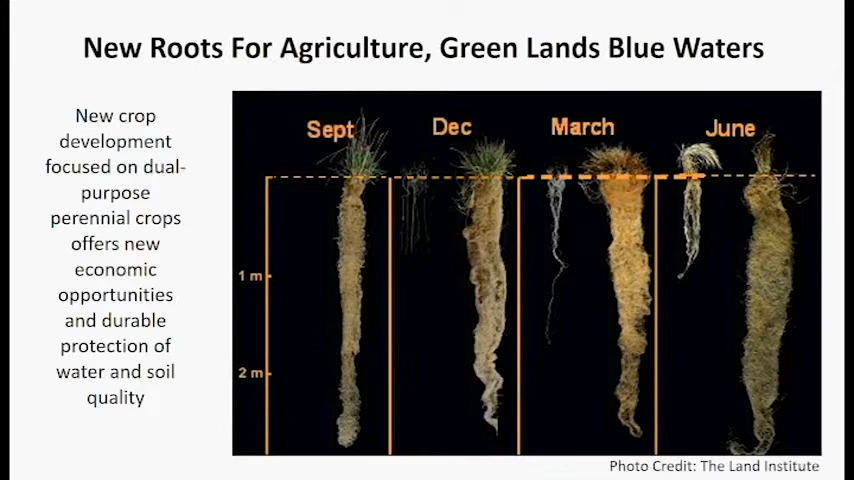 New Roots For Agriculture, Green Lands Blue Waters
New crop
development
focused on dual-
purpose
perennial crops
offers new
economic
opportunities
and durable
protection of
water and soil
quality
Sept
Dec
March
June
1 m
2 m
Photo Credit: The Land Institute